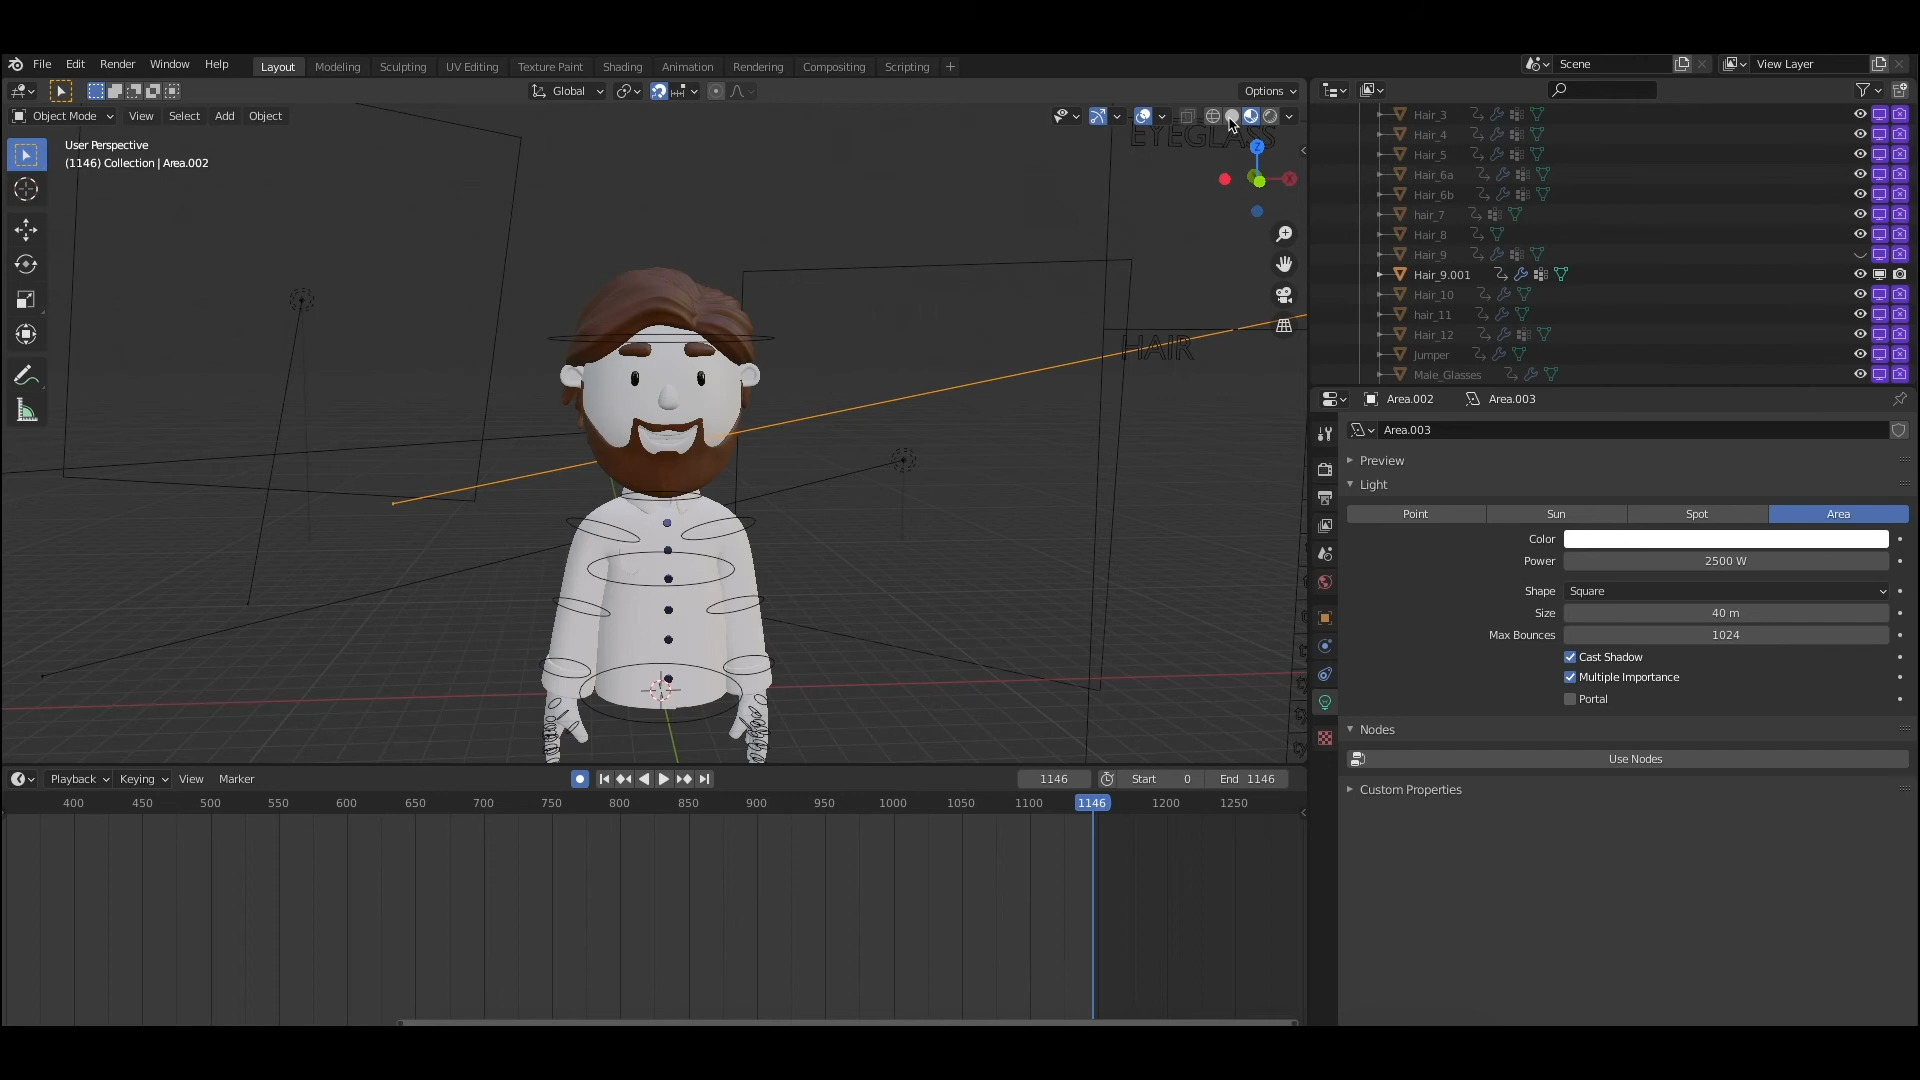 File Edit Render Window Help Layout Modeling Sculpting UV Editing Texture Paint Shading Animation Rendering Compositing Scripting + Scene View Layer
Global Options
Object Mode View Select Add Object
User Perspective
(1146) Collection | Area.002
EYEGLASS
Z
X
HAIR
Hair_3
Hair_4
Hair_5
Hair_6a
Hair_6b
hair_7
Hair_8
Hair_9
Hair_9.001
Hair_10
hair_11
Hair_12
Jumper
Male_Glasses
Area.002 Area.003
Area.003
Preview
Light
Point Sun Spot Area
Color
Power 2500 W
Shape Square
Size 40 m
Max Bounces 1024
Cast Shadow
Multiple Importance
Portal
Nodes
Use Nodes
Custom Properties
Playback Keying View Marker 1146 Start 0 End 1146
400 450 500 550 600 650 700 750 800 850 900 950 1000 1050 1100 1146 1200 1250